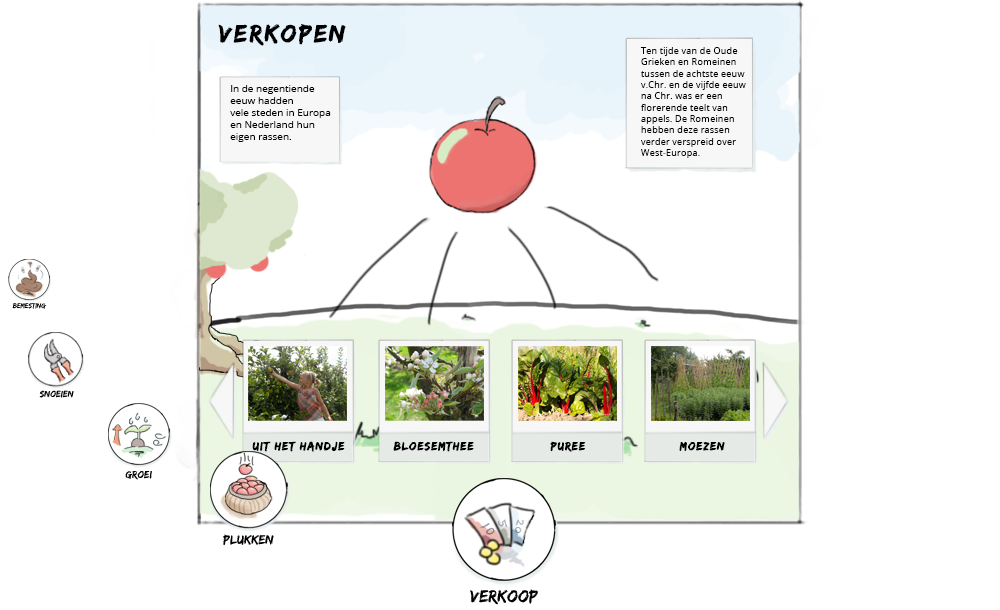 VERKOPEN
In de negentiende
eeuw hadden
vele steden in Europa
en Nederland hun
eigen rassen.
Ten tijde van de Oude
Grieken en Romeinen
tussen de achtste eeuw
v.Chr. en de vijfde eeuw
na Chr. was er een
florerende teelt van
appels. De Romeinen
hebben deze rassen
verder verspreid over
West-Europa.
BEMESTING
SNOEIEN
GROEI
PLUKKEN
UIT HET HANDJE
BLOESEMTHEE
PUREE
MOEZEN
10
5
20
VERKOOP